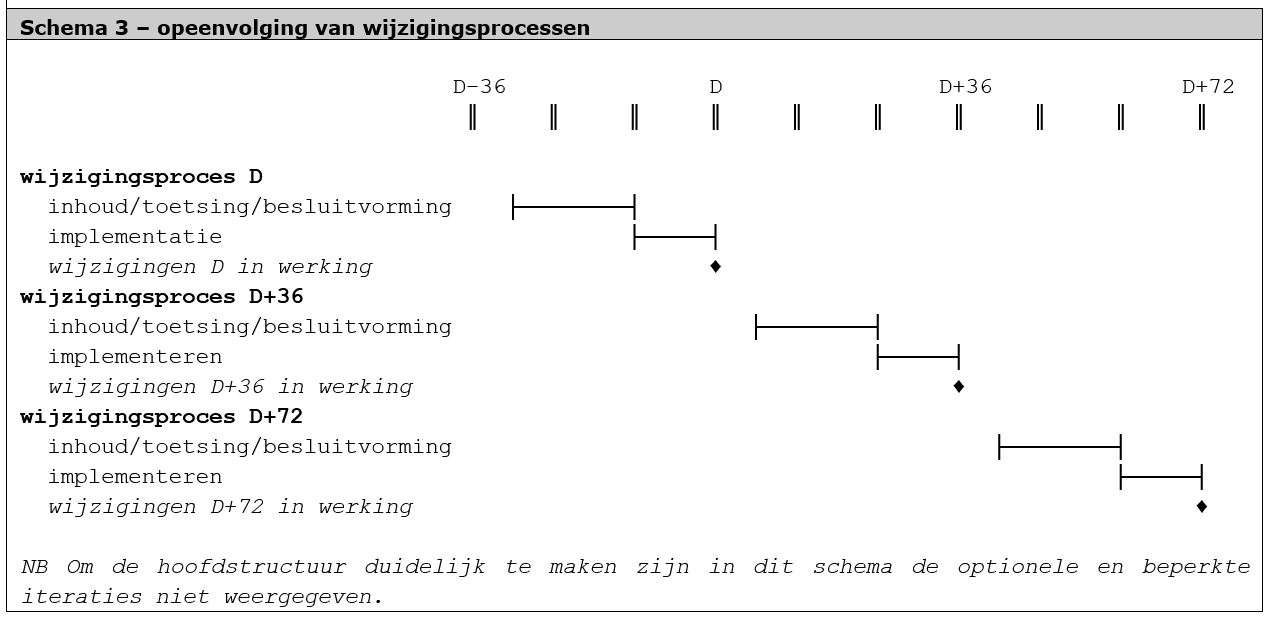 Schema 3 – opeenvolging van wijzigingsprocessen
D–36 D D+36 D+72
wijzigingsproces D
inhoud/toetsing/besluitvorming
implementatie
wijzigingen D in werking
wijzigingsproces D+36
inhoud/toetsing/besluitvorming
implementeren
wijzigingen D+36 in werking
wijzigingsproces D+72
inhoud/toetsing/besluitvorming
implementeren
wijzigingen D+72 in werking
NB Om de hoofdstructuur duidelijk te maken zijn in dit schema de optionele en beperkte
iteraties niet weergegeven.